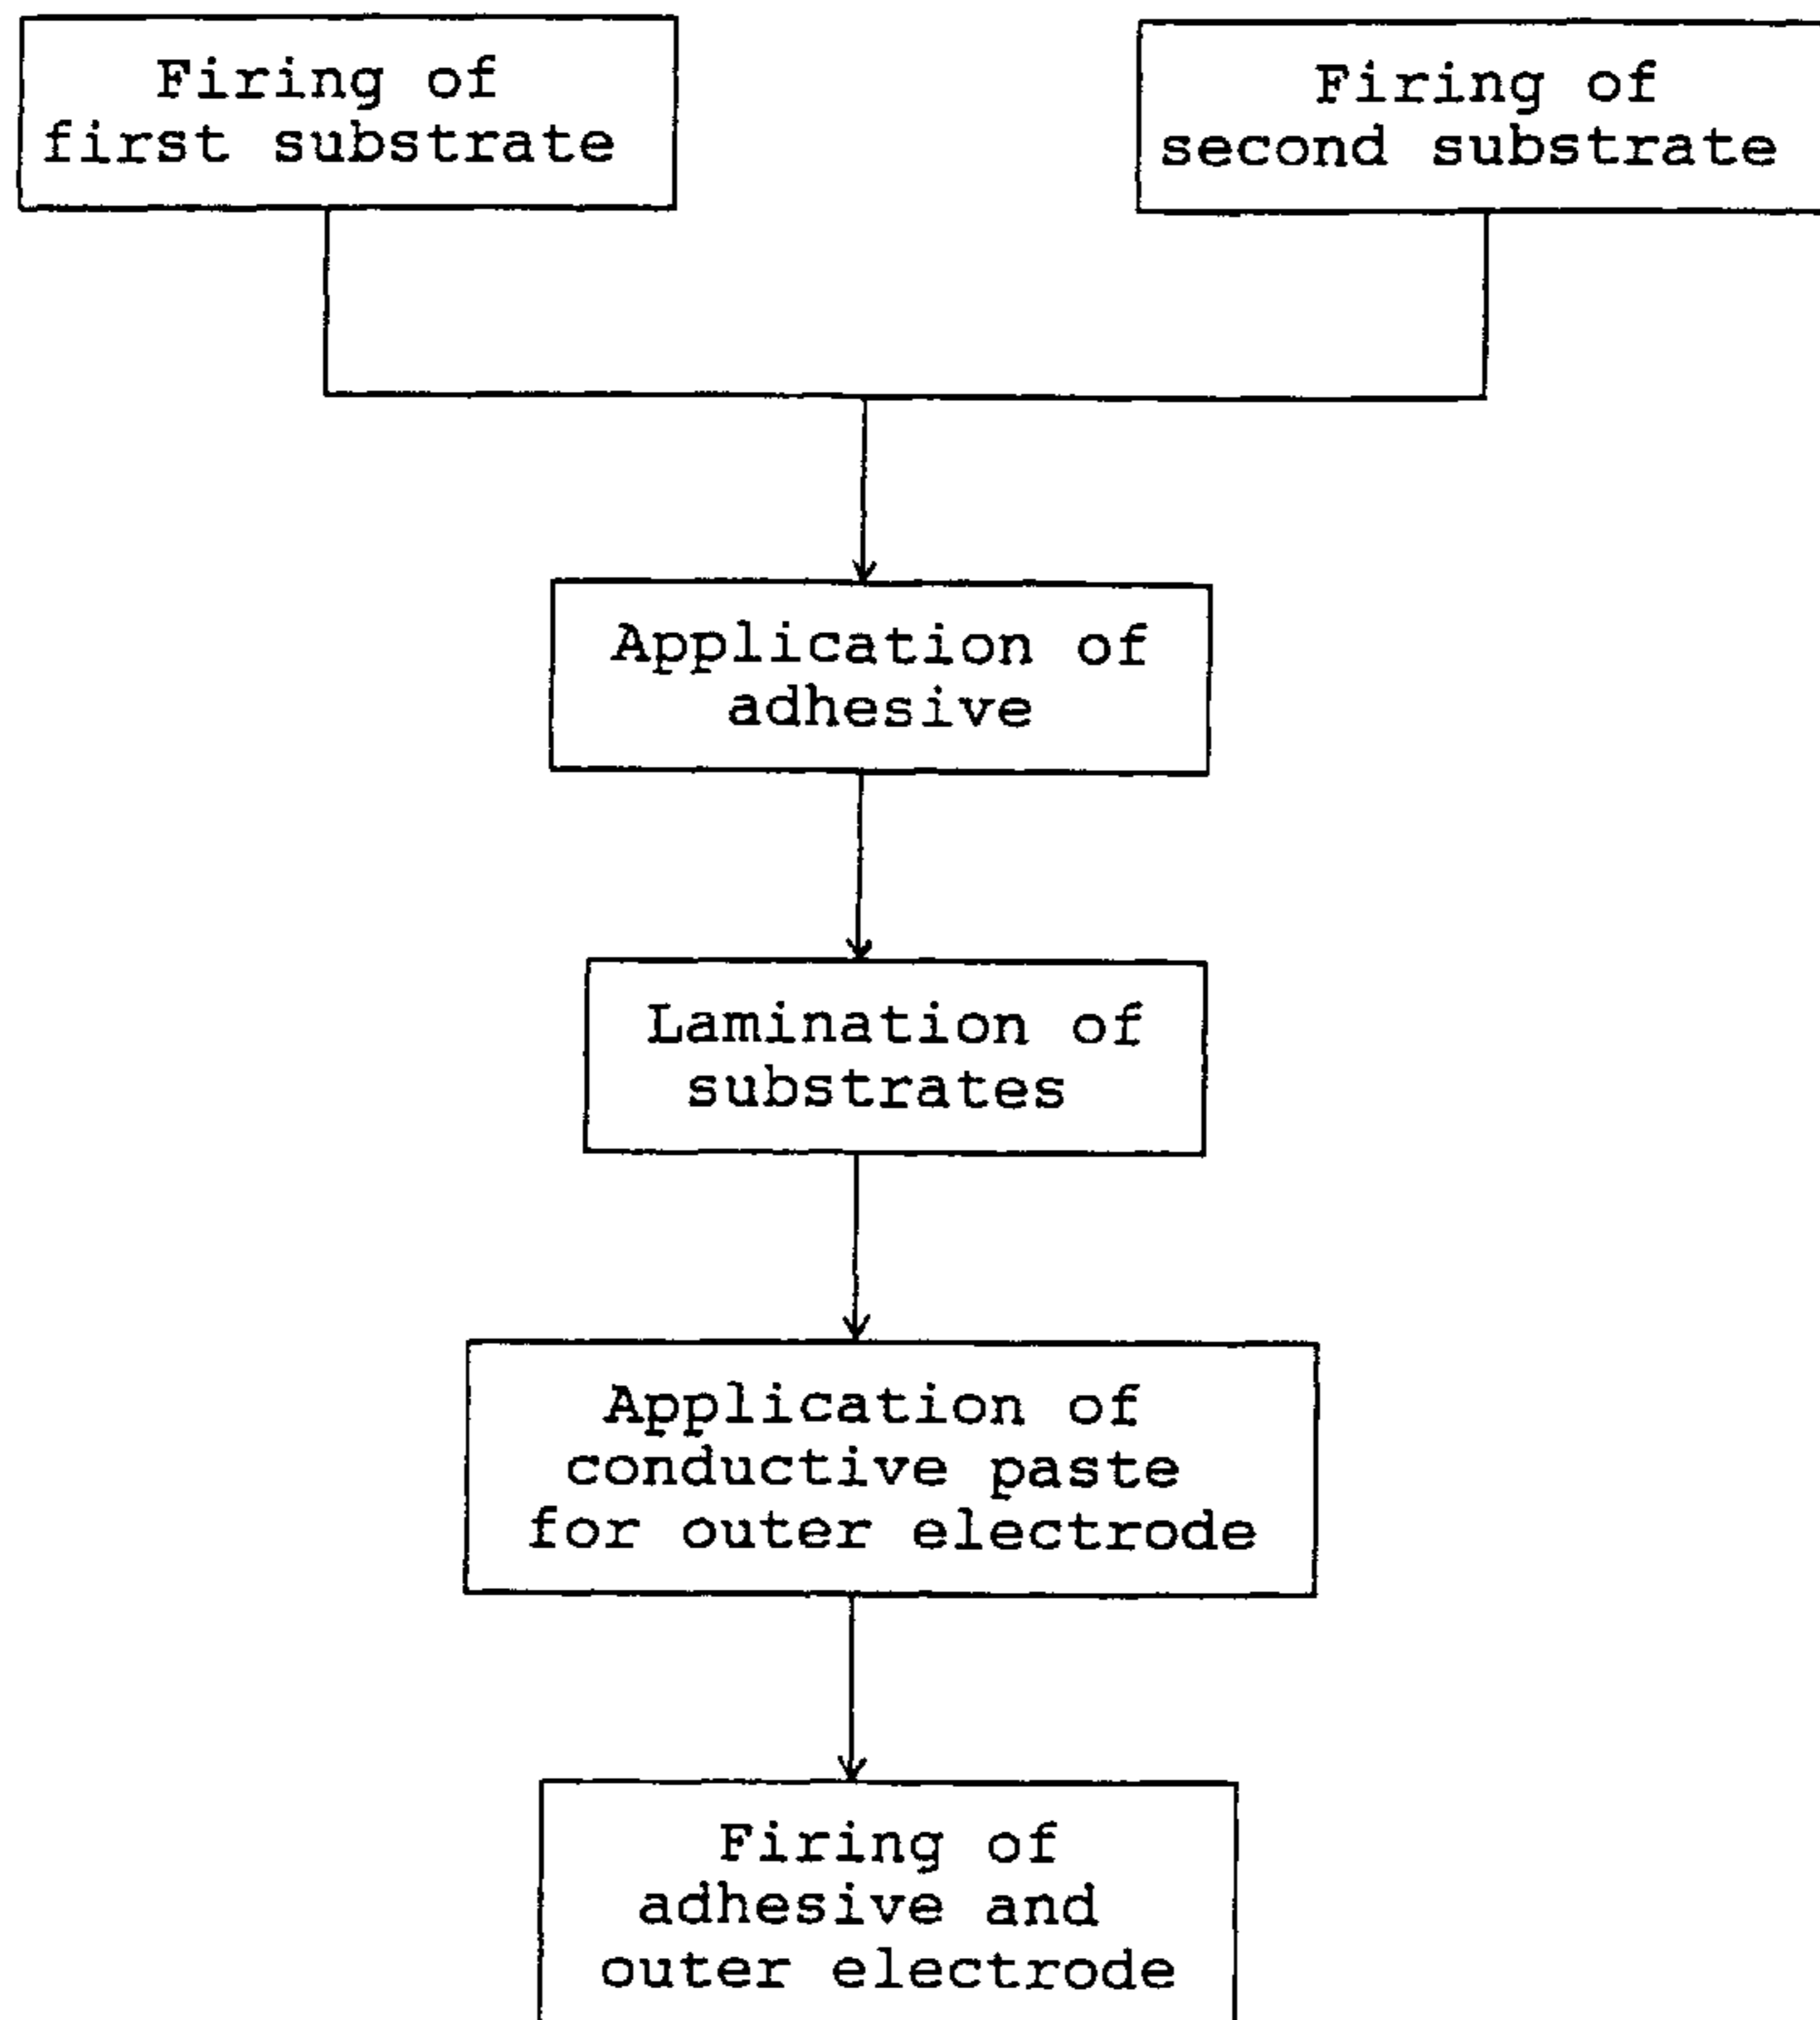 Firing of
first substrate
Firing of
second substrate
Application of
adhesive
Lamination of
substrates
Application of
conductive paste
for outer electrode
Firing of
adhesive and
outer electrode